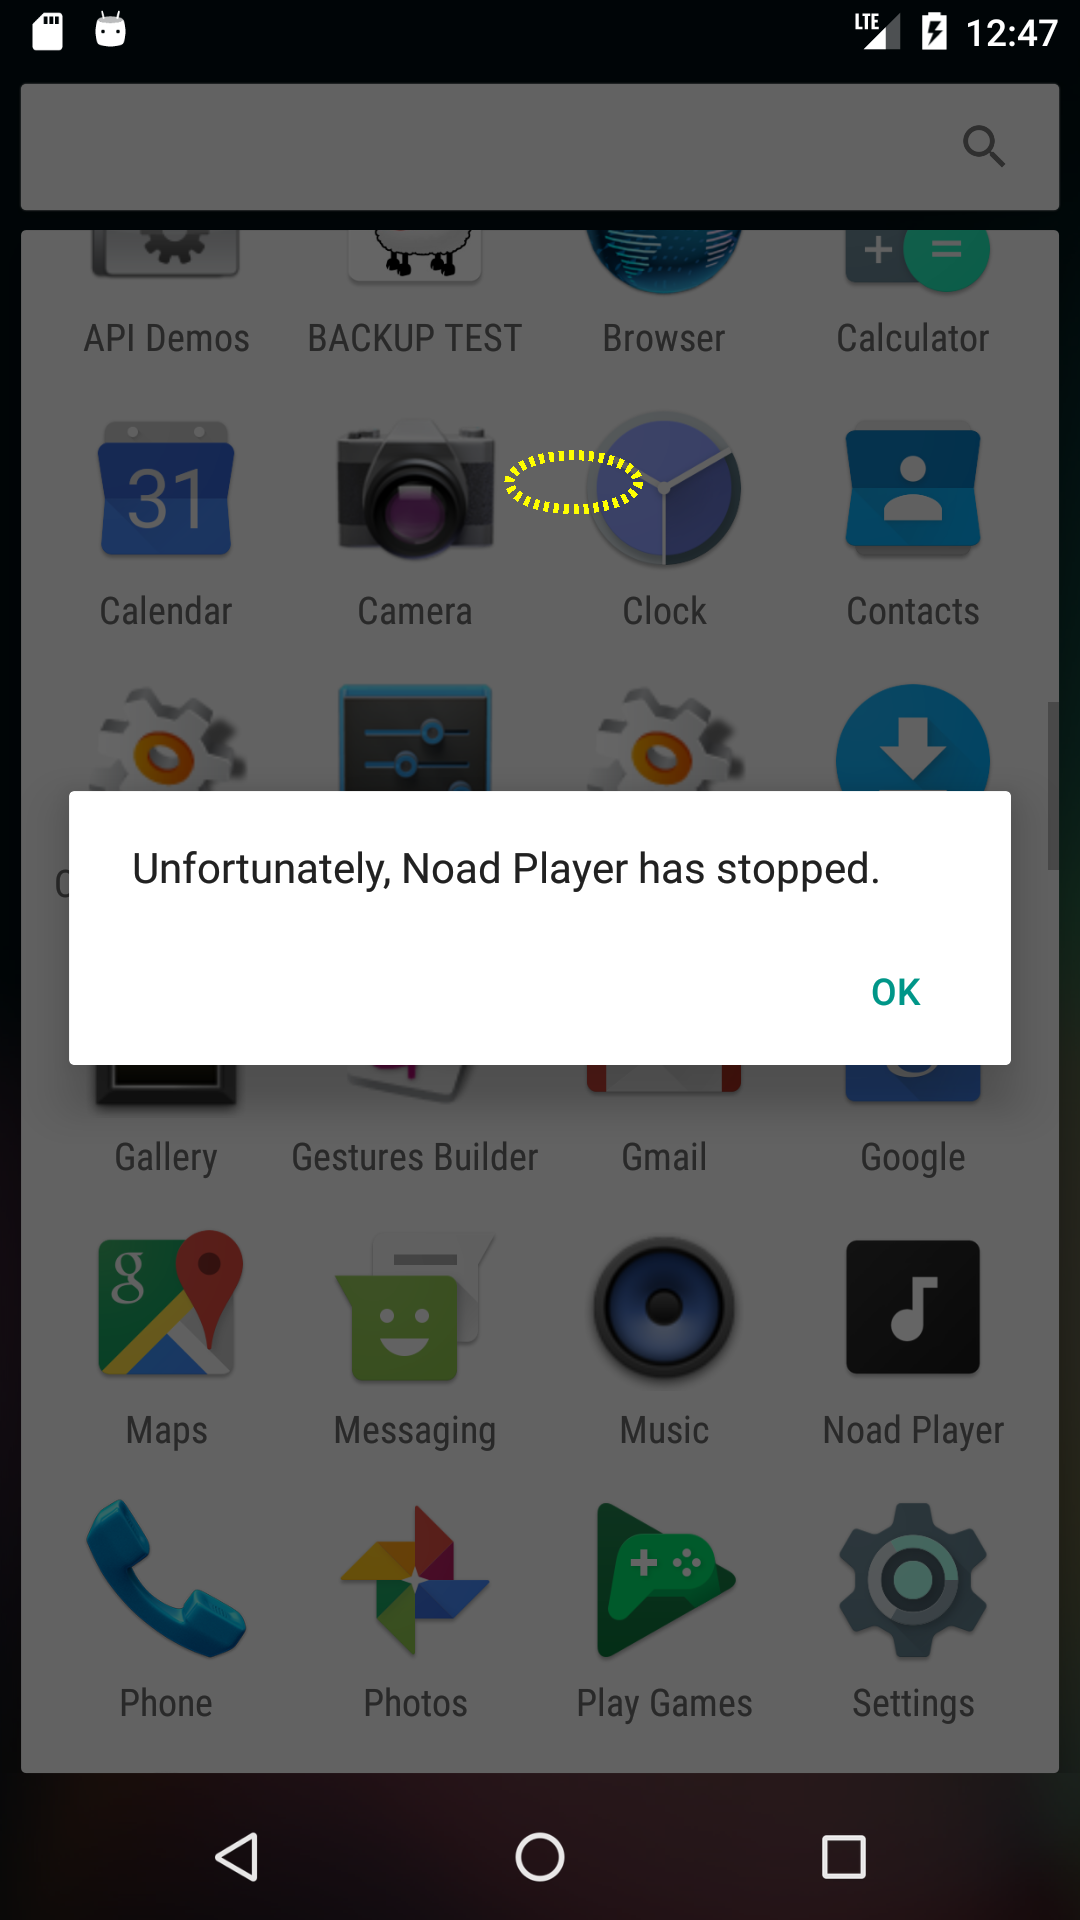 LTE 12:47
API Demos BACKUP TEST Browser Calculator
31
Calendar Camera Clock Contacts
Unfortunately, Noad Player has stopped.
OK
Gallery Gestures Builder Gmail Google
g
Maps Messaging Music Noad Player
Phone Photos Play Games Settings